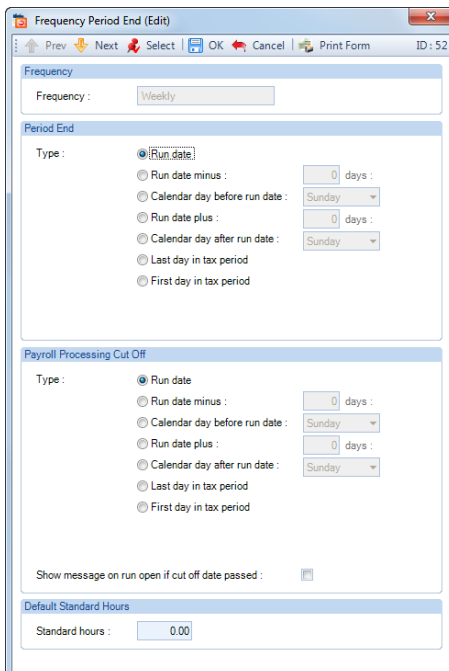 Frequency Period End (Edit)
Prev Next Select OK Cancel Print Form ID : 52
Frequency
Frequency : Weekly
Period End
Type : Run date
Run date minus : 0 days :
Calendar day before run date : Sunday
Run date plus : 0 days :
Calendar day after run date : Sunday
Last day in tax period
First day in tax period
Payroll Processing Cut Off
Type : Run date
Run date minus : 0 days :
Calendar day before run date : Sunday
Run date plus : 0 days :
Calendar day after run date : Sunday
Last day in tax period
First day in tax period
Show message on run open if cut off date passed :
Default Standard Hours
Standard hours : 0.00